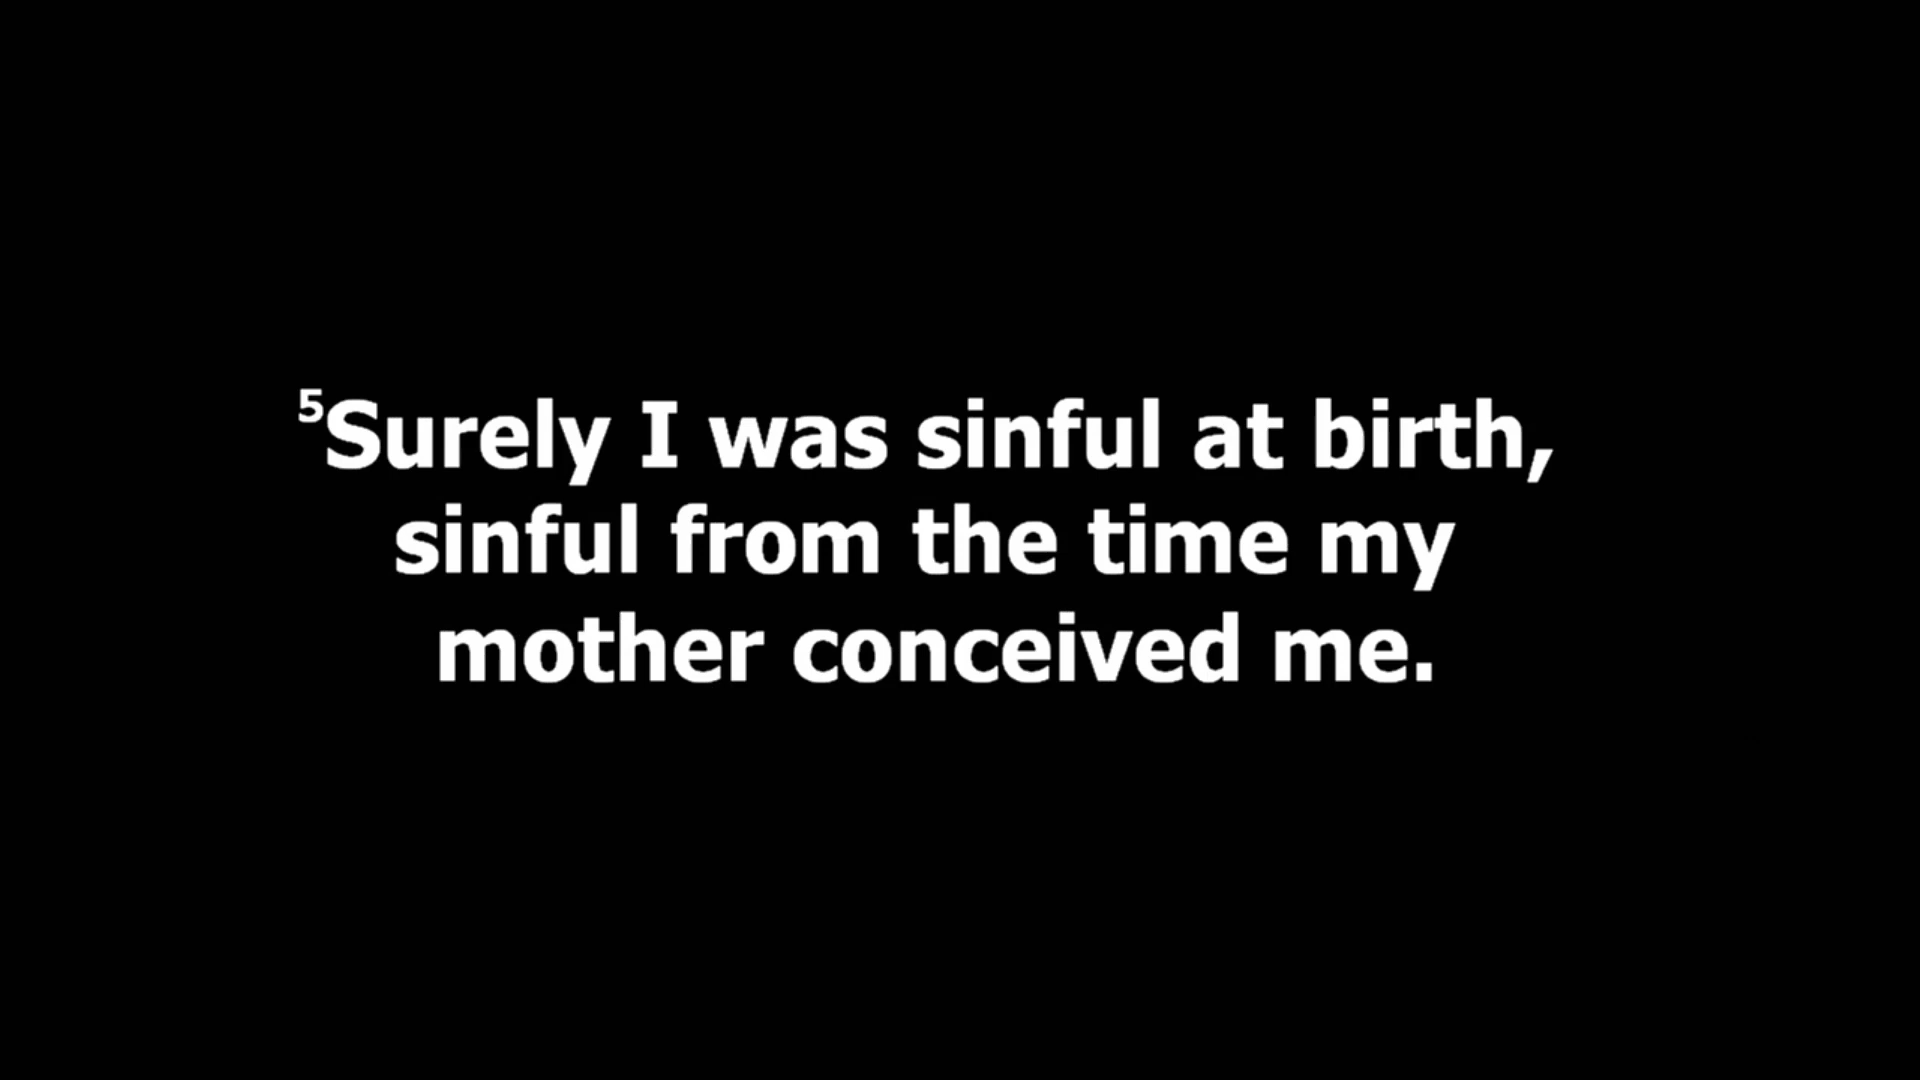 ⁵Surely I was sinful at birth,
sinful from the time my
mother conceived me.